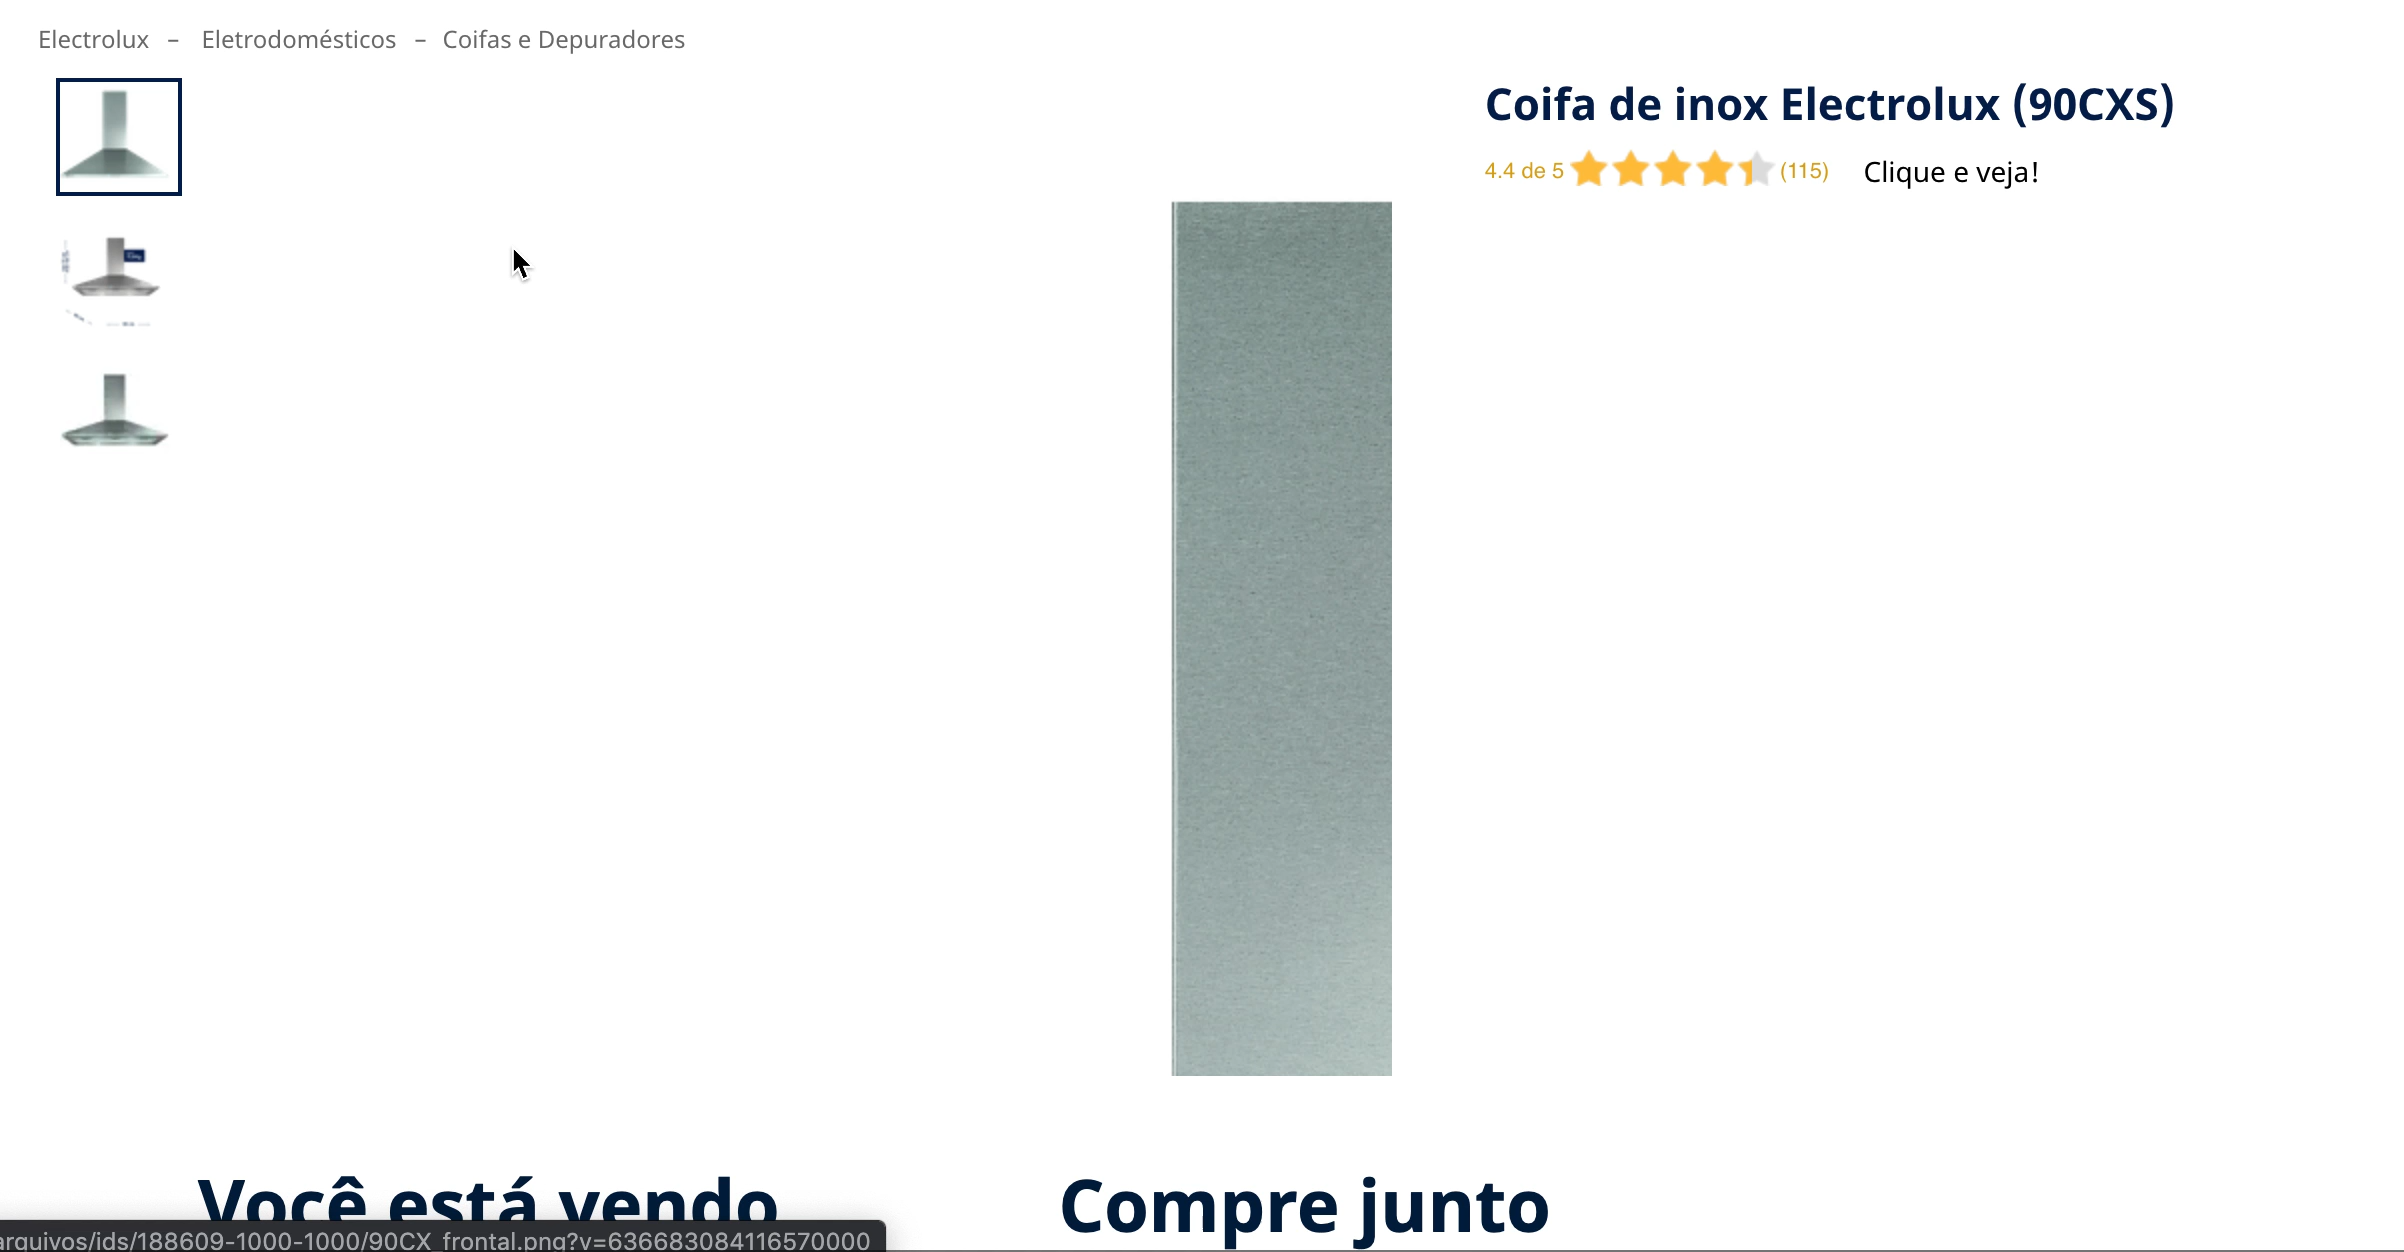 Electrolux – Eletrodomésticos – Coifas e Depuradores
Coifa de inox Electrolux (90CXS)
4.4 de 5 (115) Clique e veja!
Você está vendo
Compre junto
arquivos/ids/188609-1000-1000/90CX_frontal.png?v=636683084116570000